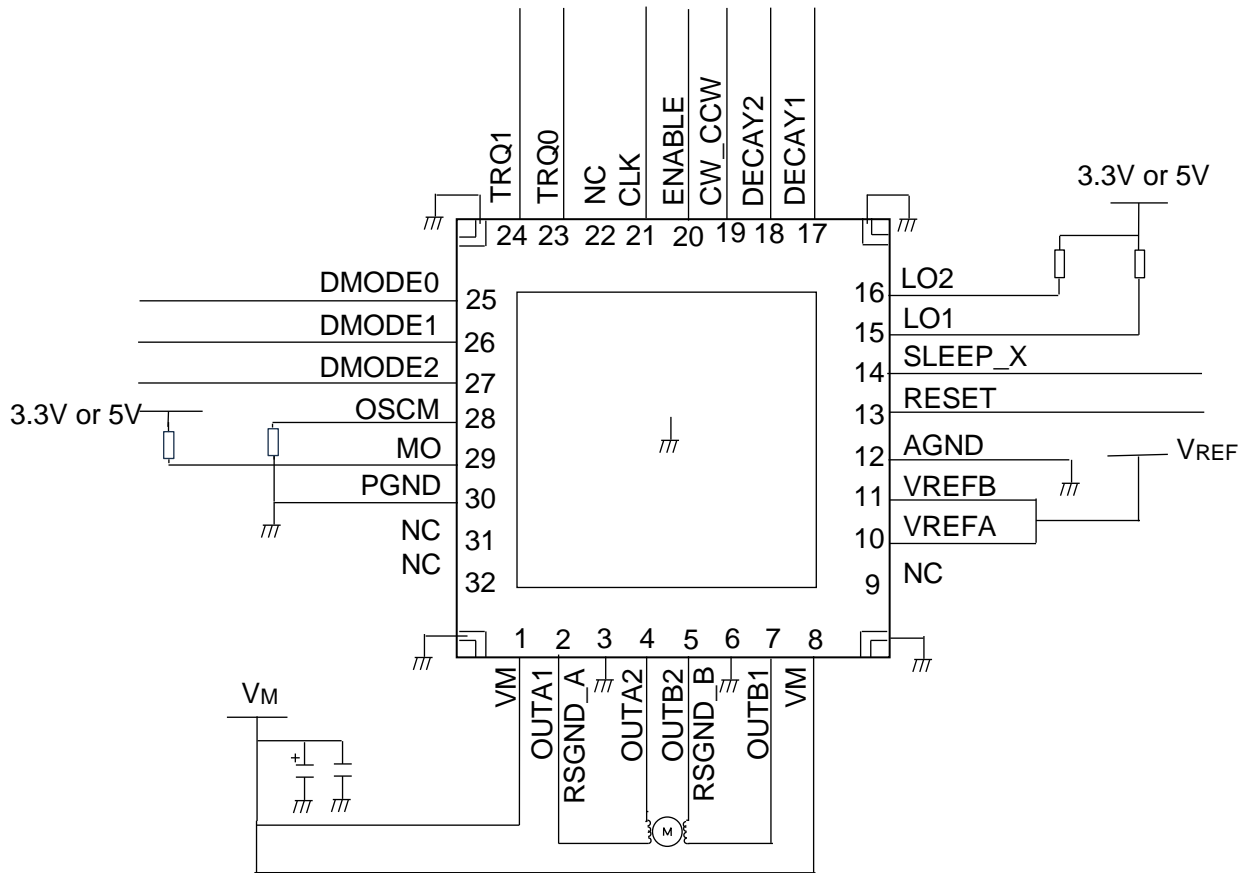 TRQ1
TRQ0
NC
CLK
ENABLE
CW_CCW
DECAY2
DECAY1
24
23
22
21
20
19
18
17
3.3V or 5V
DMODE0
25
DMODE1
26
DMODE2
27
3.3V or 5V
OSCM
28
MO
29
PGND
30
NC
31
NC
32
16
LO2
15
LO1
14
SLEEP_X
13
RESET
12
AGND
VREF
11
VREFB
10
VREFA
9
NC
1
2
3
4
5
6
7
8
VM
OUTA1
RSGND_A
OUTA2
OUTB2
RSGND_B
OUTB1
VM
VM
+
M